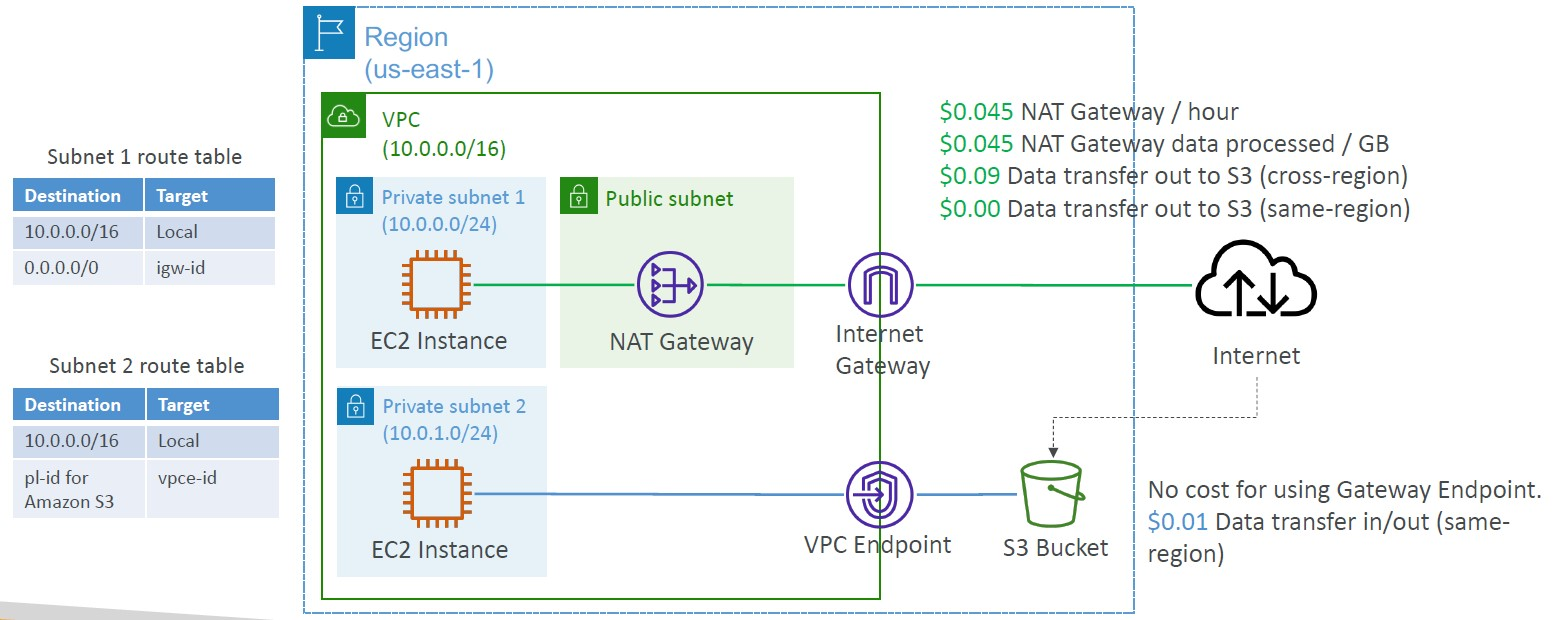 Region
(us-east-1)
VPC
(10.0.0.0/16)
$0.045 NAT Gateway / hour
$0.045 NAT Gateway data processed / GB
$0.09 Data transfer out to S3 (cross-region)
$0.00 Data transfer out to S3 (same-region)
Subnet 1 route table
Destination Target
10.0.0.0/16 Local
0.0.0.0/0 igw-id
Private subnet 1
(10.0.0.0/24)
EC2 Instance
Public subnet
NAT Gateway
Internet
Gateway
Internet
Subnet 2 route table
Destination Target
10.0.0.0/16 Local
pl-id for
Amazon S3
vpce-id
Private subnet 2
(10.0.1.0/24)
EC2 Instance
VPC Endpoint
S3 Bucket
No cost for using Gateway Endpoint.
$0.01 Data transfer in/out (same-
region)